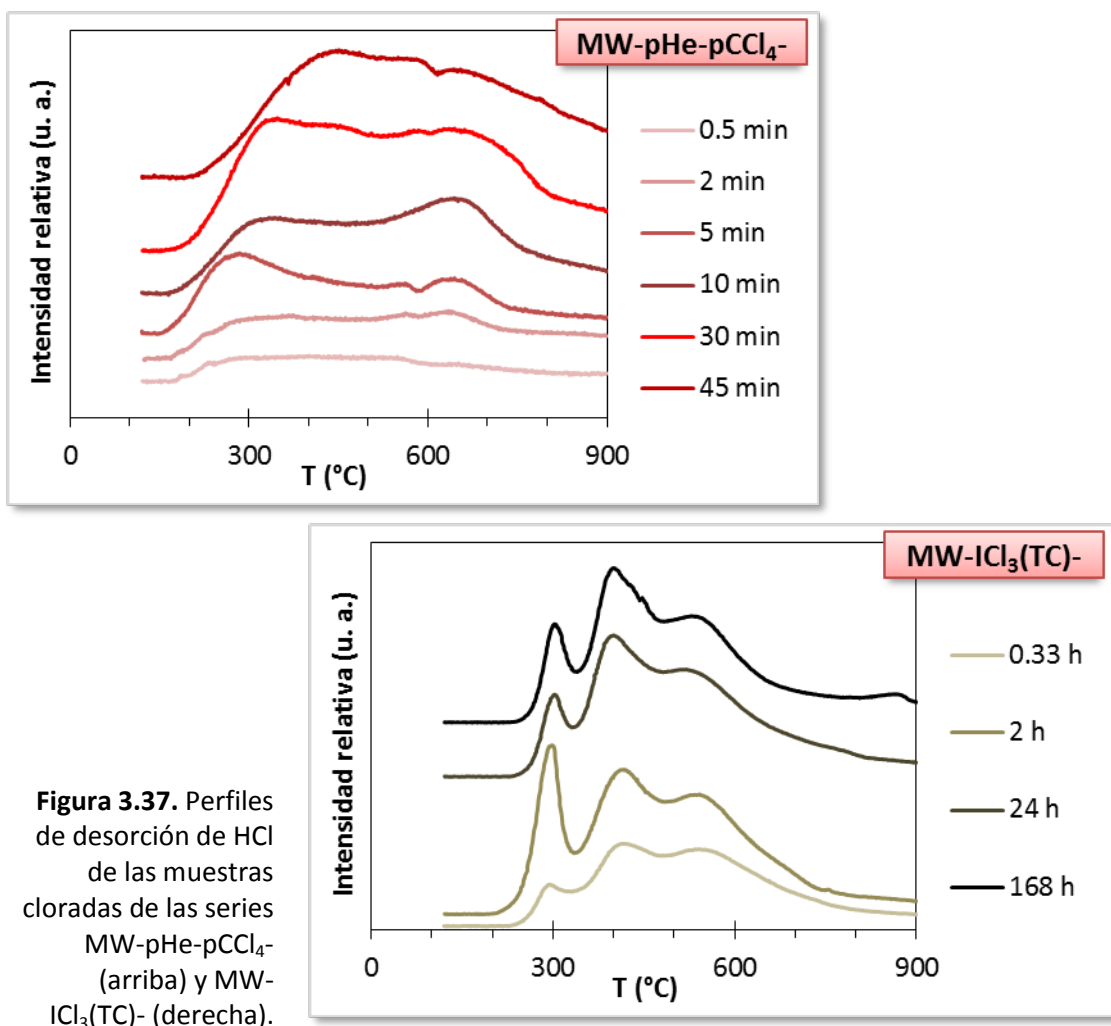 MW-pHe-pCCl₄-
Intensidad relativa (u. a.)
0.5 min
2 min
5 min
10 min
30 min
45 min
0 300 600 900
T (°C)
MW-ICl₃(TC)-
Intensidad relativa (u. a.)
0.33 h
2 h
24 h
168 h
0 300 600 900
T (°C)
Figura 3.37. Perfiles
de desorción de HCl
de las muestras
cloradas de las series
MW-pHe-pCCl₄-
(arriba) y MW-
ICl₃(TC)- (derecha).